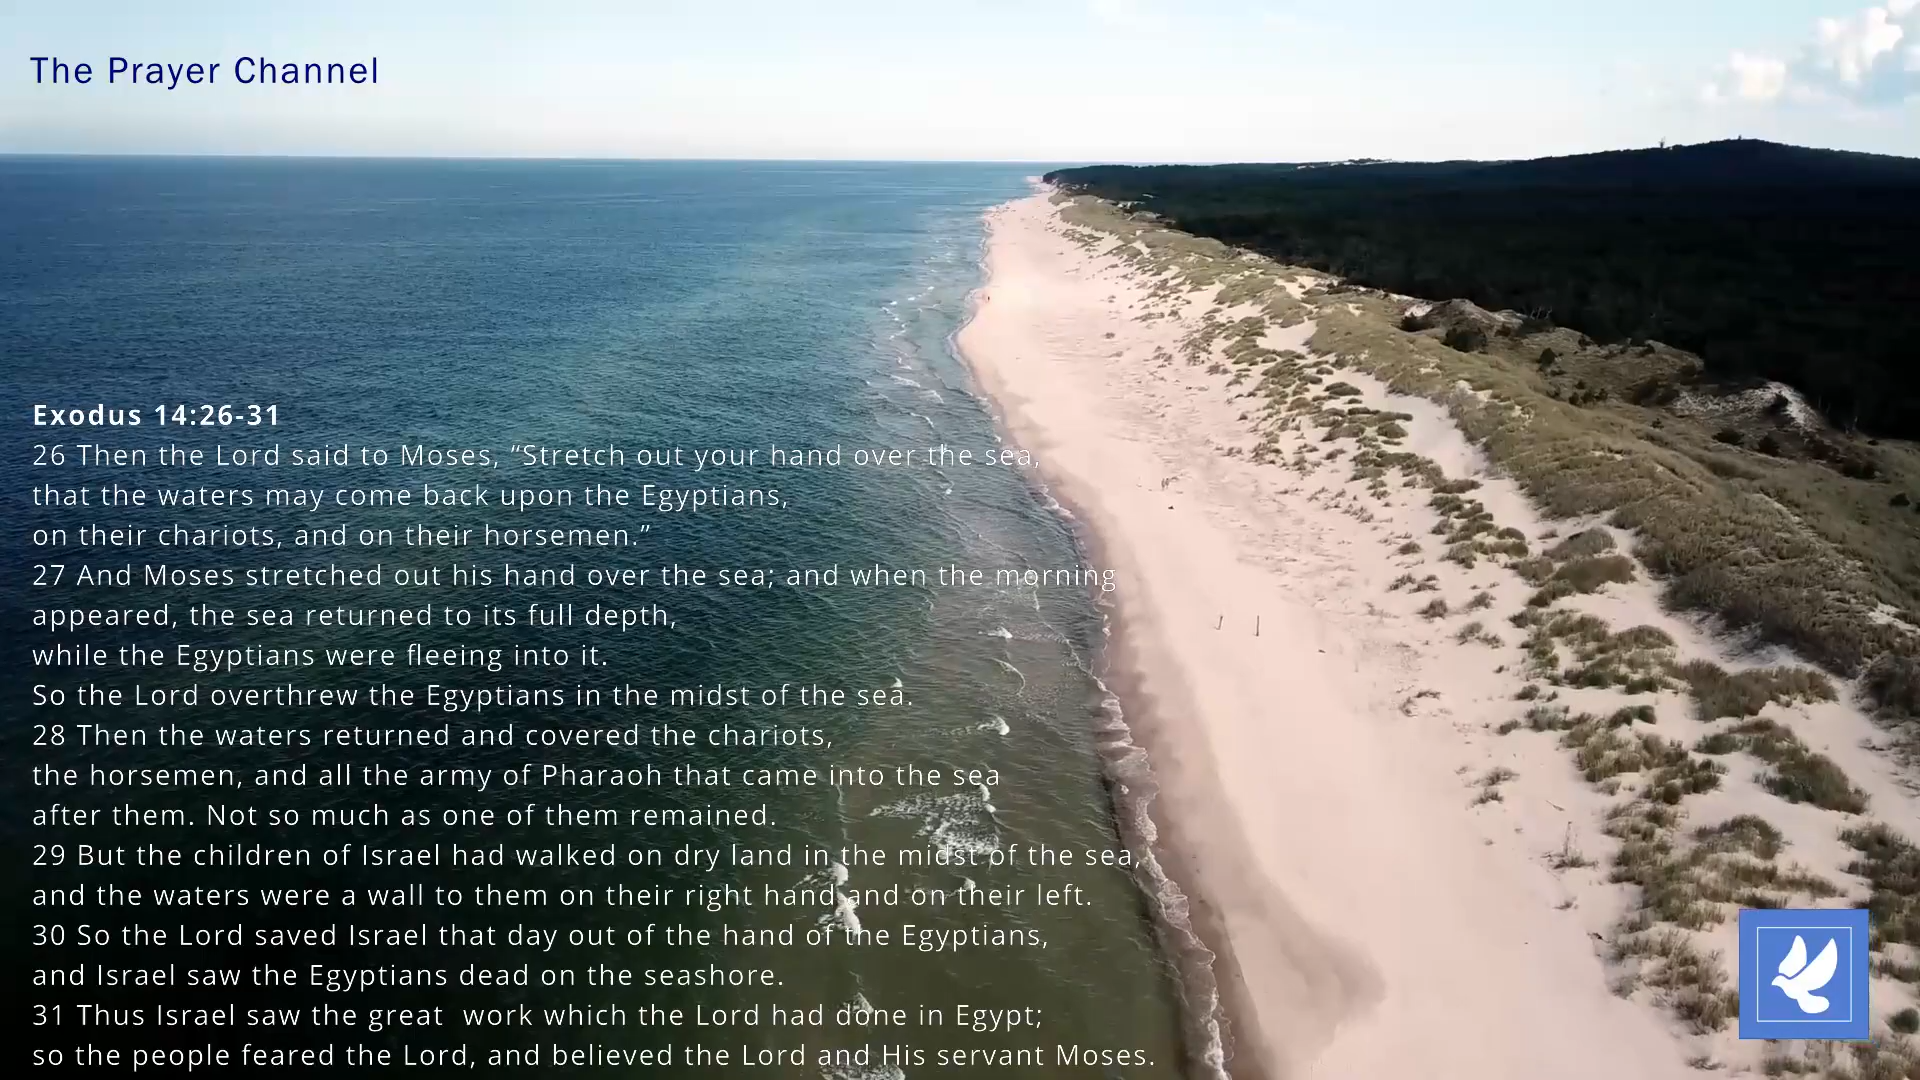 The Prayer Channel
Exodus 14:26-31
26 Then the Lord said to Moses, “Stretch out your hand over the sea,
that the waters may come back upon the Egyptians,
on their chariots, and on their horsemen.”
27 And Moses stretched out his hand over the sea; and when the morning
appeared, the sea returned to its full depth,
while the Egyptians were fleeing into it.
So the Lord overthrew the Egyptians in the midst of the sea.
28 Then the waters returned and covered the chariots,
the horsemen, and all the army of Pharaoh that came into the sea
after them. Not so much as one of them remained.
29 But the children of Israel had walked on dry land in the midst of the sea,
and the waters were a wall to them on their right hand and on their left.
30 So the Lord saved Israel that day out of the hand of the Egyptians,
and Israel saw the Egyptians dead on the seashore.
31 Thus Israel saw the great  work which the Lord had done in Egypt;
so the people feared the Lord, and believed the Lord and His servant Moses.